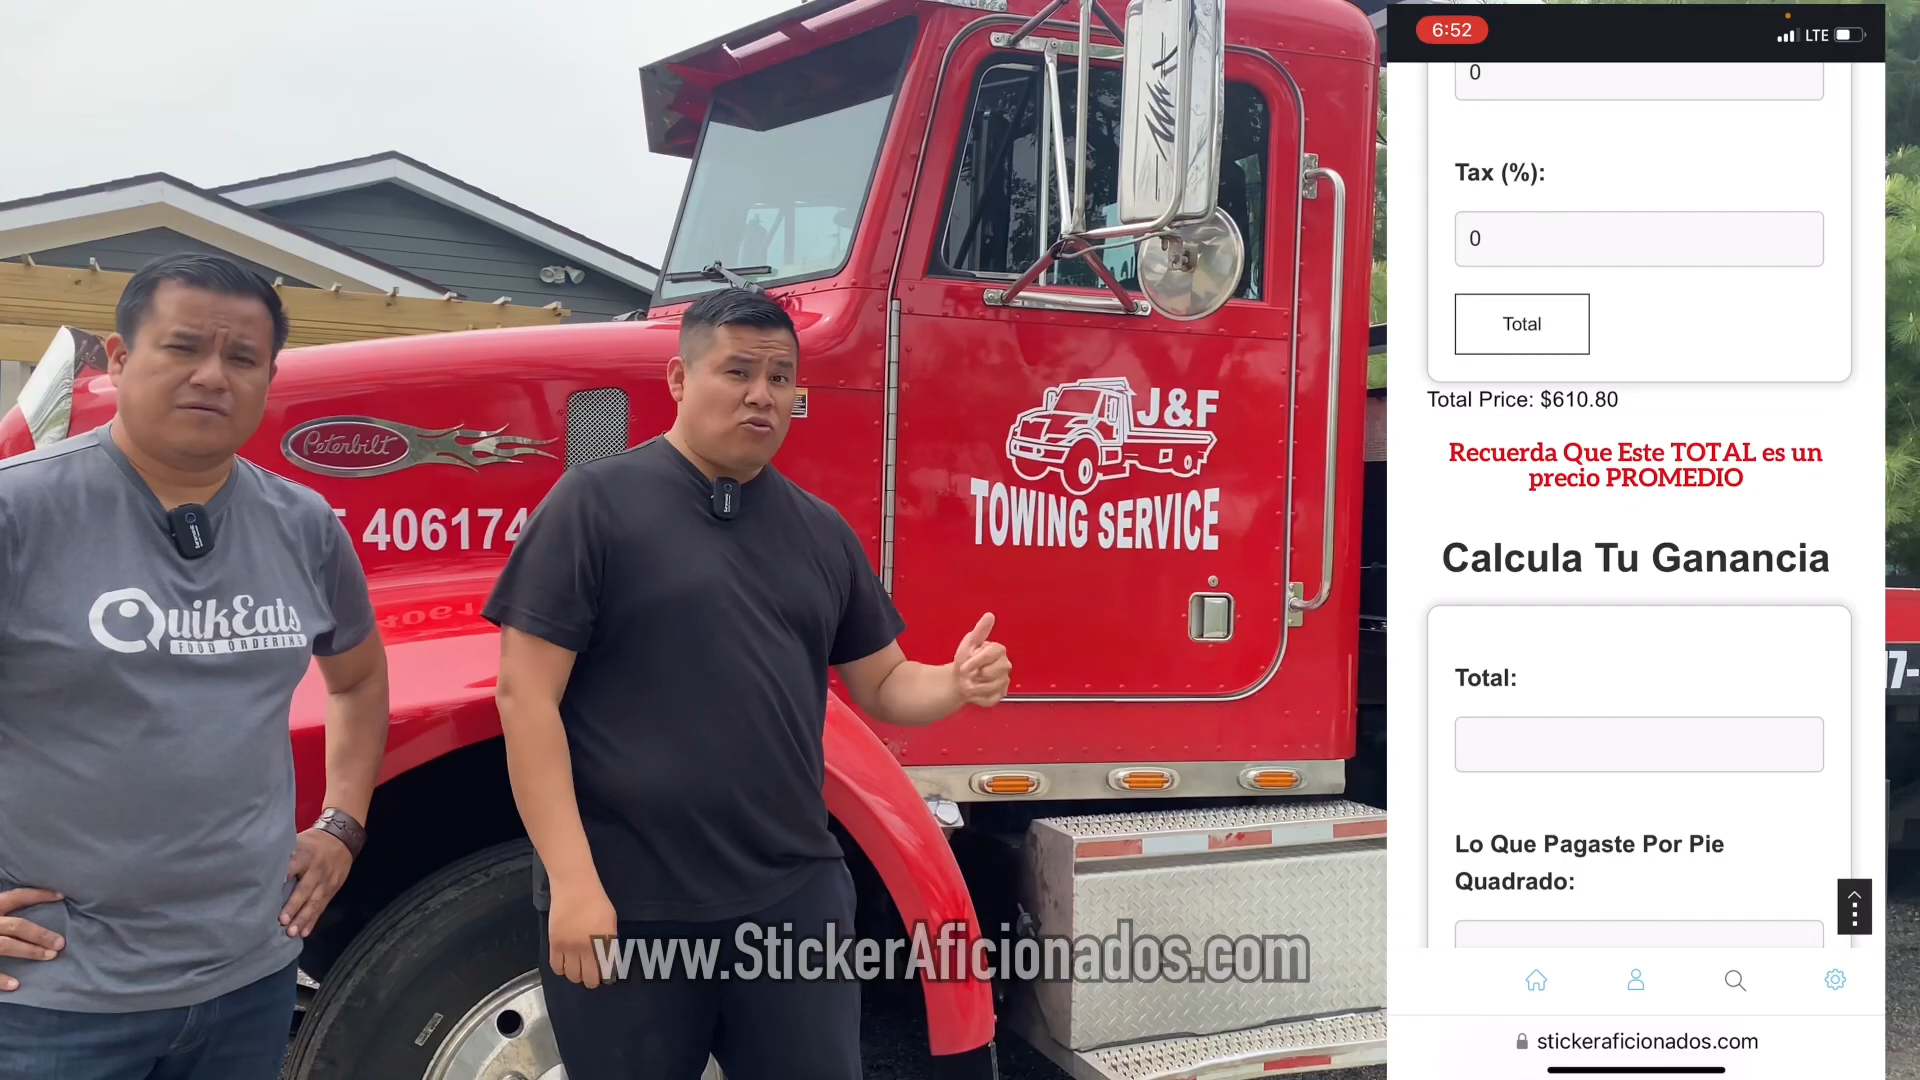 Peterbilt
406174
QuikEats
FOOD ORDERING
J&F
TOWING SERVICE
17-
www.StickerAficionados.com
6:52
LTE
0
Tax (%):
0
Total
Total Price: $610.80
Recuerda Que Este TOTAL es un
precio PROMEDIO
Calcula Tu Ganancia
Total:
Lo Que Pagaste Por Pie
Quadrado:
stickeraficionados.com